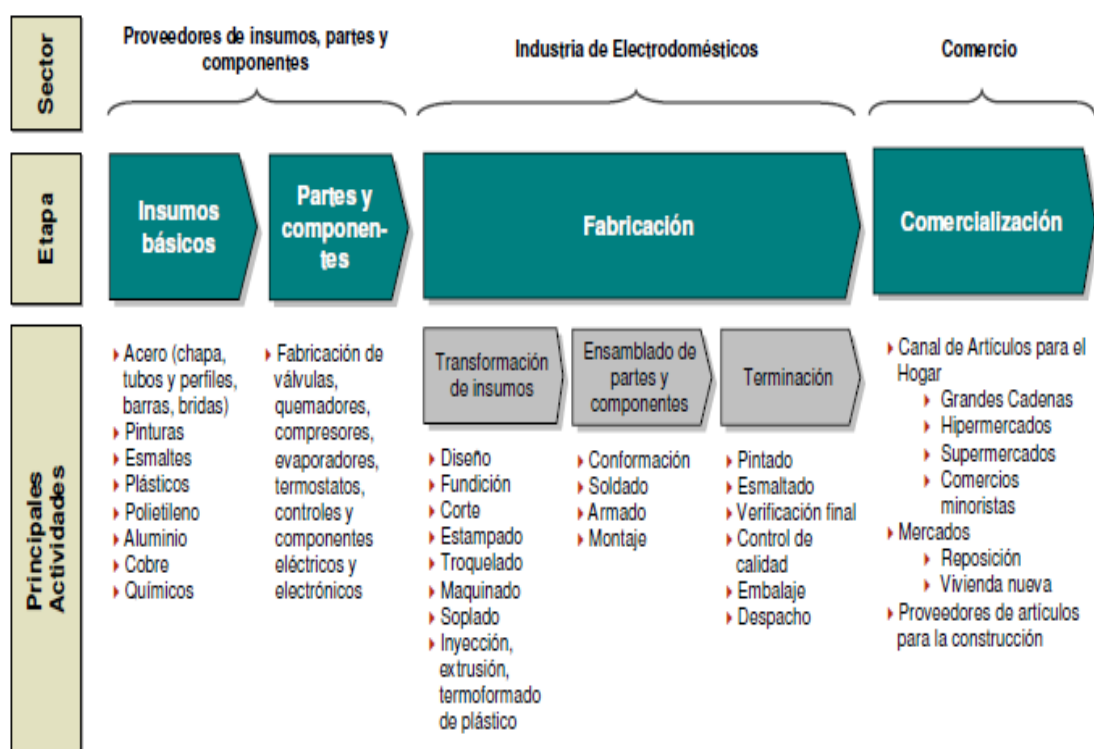 Sector
Proveedores de insumos, partes y
componentes
Industria de Electrodomésticos
Comercio
Etapa
Insumos
básicos
Partes y
componen-
tes
Fabricación
Comercialización
Principales
Actividades
Acero (chapa,
tubos y perfiles,
barras, bridas)
Pinturas
Esmaltes
Plásticos
Polietileno
Aluminio
Cobre
Químicos
Fabricación de
válvulas,
quemadores,
compresores,
evaporadores,
termostatos,
controles y
componentes
eléctricos y
electrónicos
Transformación
de insumos
Diseño
Fundición
Corte
Estampado
Troquelado
Maquinado
Soplado
Inyección,
extrusión,
termoformado
de plástico
Ensamblado de
partes y
componentes
Conformación
Soldado
Armado
Montaje
Terminación
Pintado
Esmaltado
Verificación final
Control de
calidad
Embalaje
Despacho
Canal de Artículos para el
Hogar
Grandes Cadenas
Hipermercados
Supermercados
Comercios
minoristas
Mercados
Reposición
Vivienda nueva
Proveedores de artículos
para la construcción